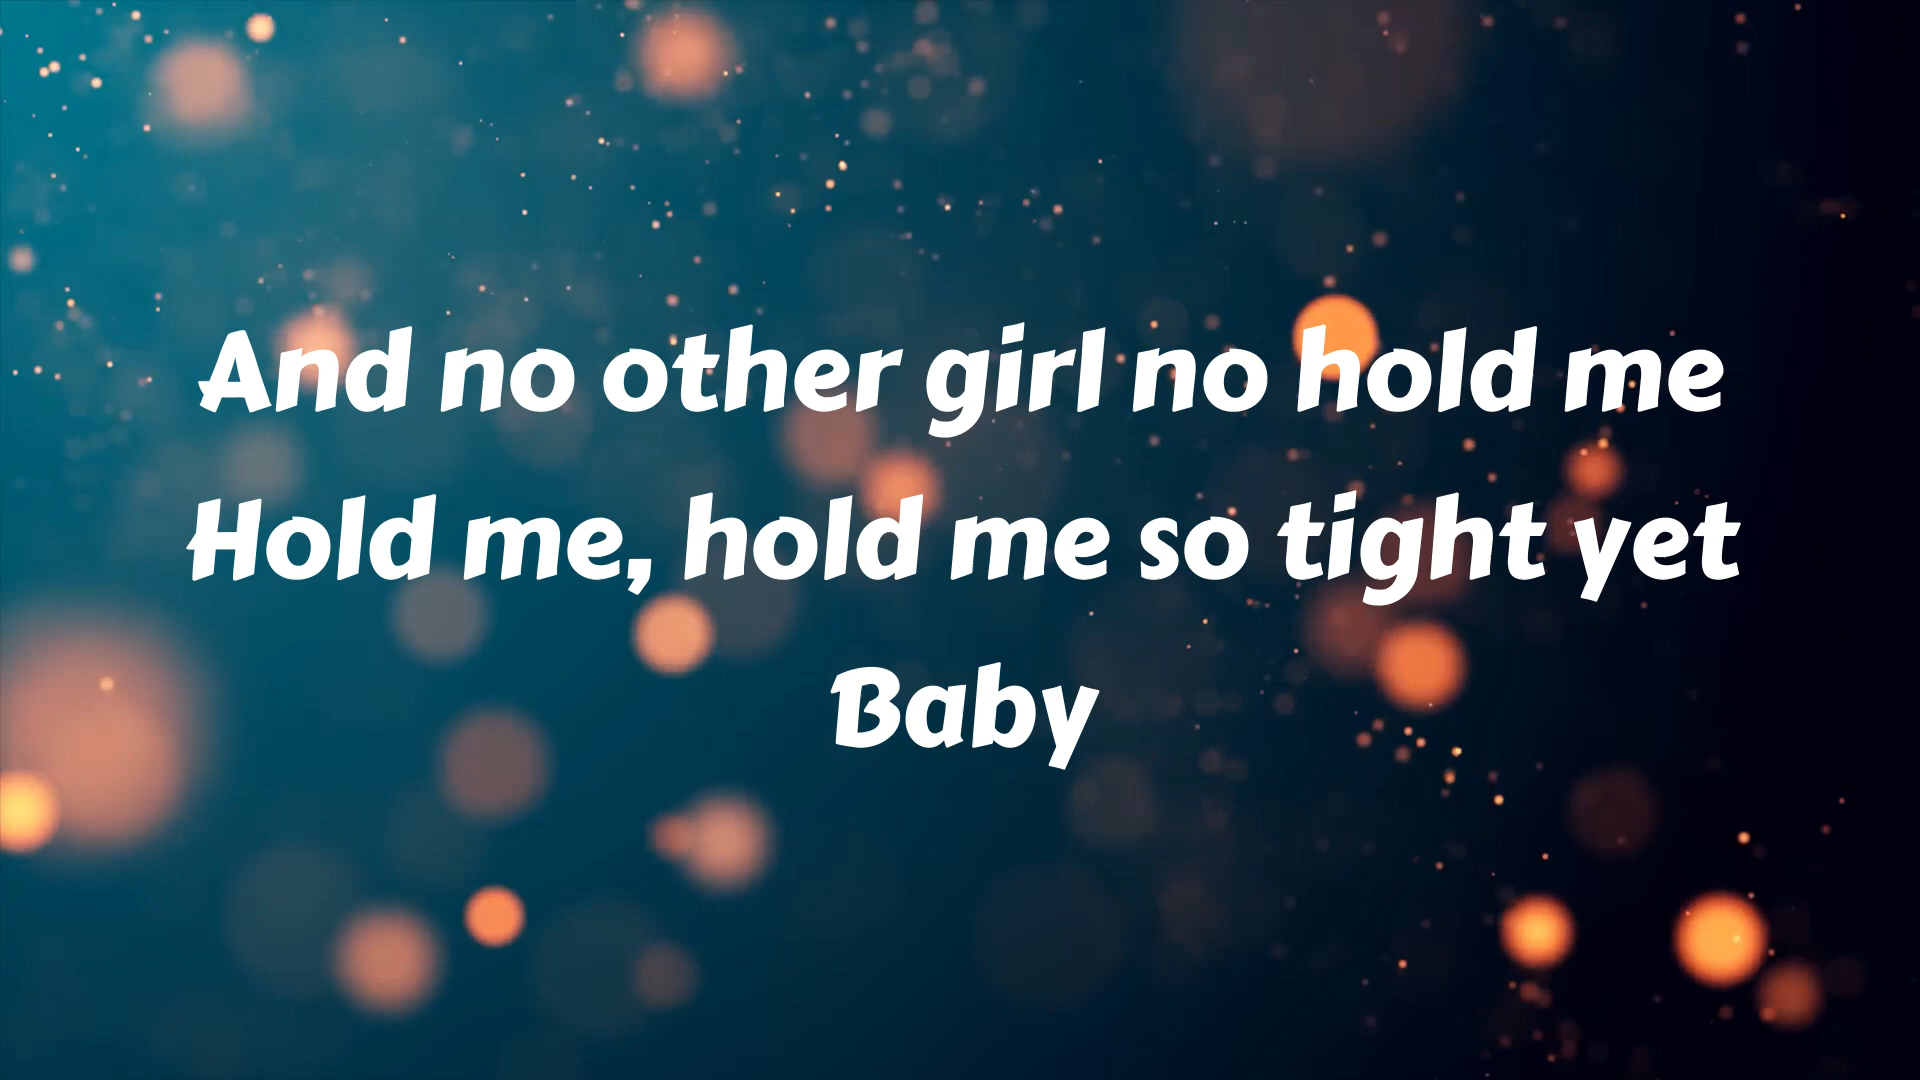 And no other girl no hold me
Hold me, hold me so tight yet
Baby